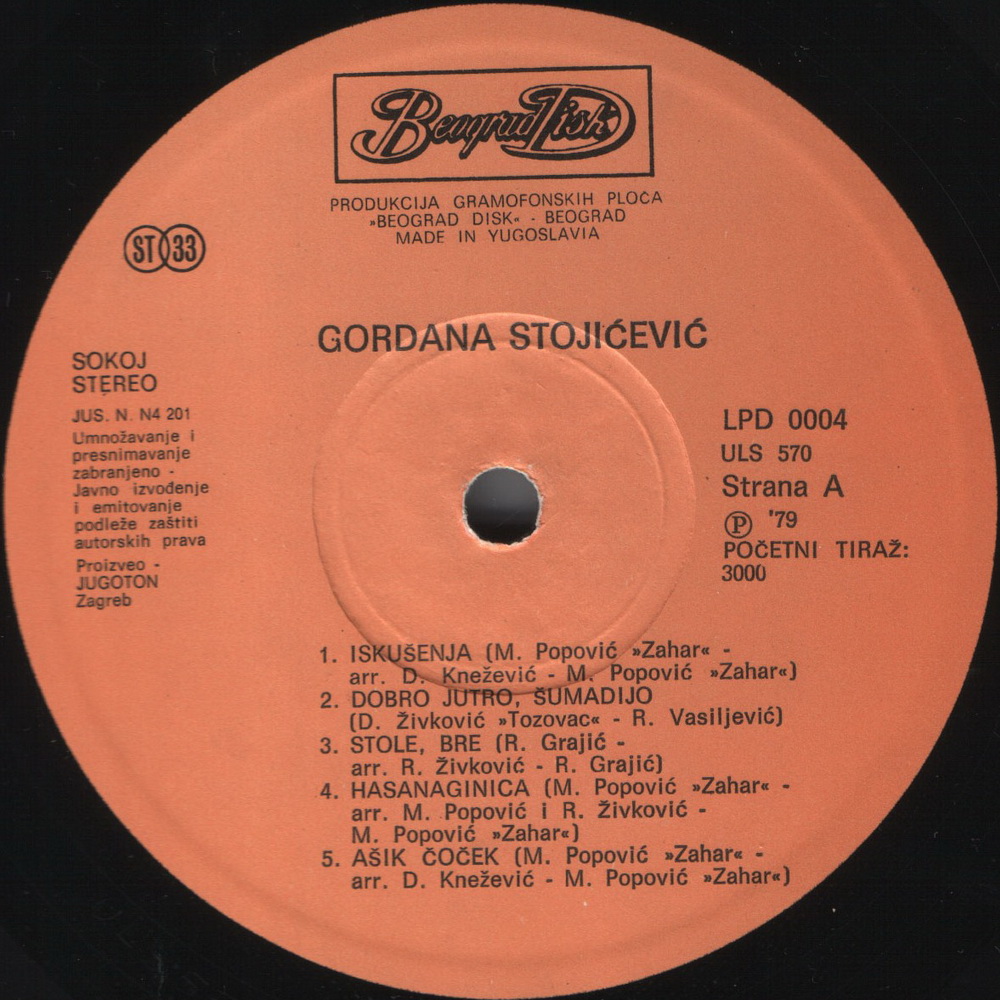 Beograd Disk
PRODUKCIJA GRAMOFONSKIH PLOČA
»BEOGRAD DISK« - BEOGRAD
MADE IN YUGOSLAVIA
ST 33
GORDANA STOJIĆEVIĆ
SOKOJ
STEREO
JUS. N. N4 201
Umnožavanje i
presnimavanje
zabranjeno -
Javno izvođenje
i emitovanje
podleže zaštiti
autorskih prava
Proizveo -
JUGOTON
Zagreb
LPD 0004
ULS 570
Strana A
Ⓟ '79
POČETNI TIRAŽ:
3000
1. ISKUŠENJA (M. Popović »Zahar« -
arr. D. Knežević - M. Popović »Zahar«)
2. DOBRO JUTRO, ŠUMADIJO
(D. Živković »Tozovac« - R. Vasiljević)
3. STOLE, BRE (R. Grajić -
arr. R. Živković - R. Grajić)
4. HASANAGINICA (M. Popović »Zahar« -
arr. M. Popović i R. Živković -
M. Popović »Zahar«)
5. AŠIK ČOČEK (M. Popović »Zahar« -
arr. D. Knežević - M. Popović »Zahar«)